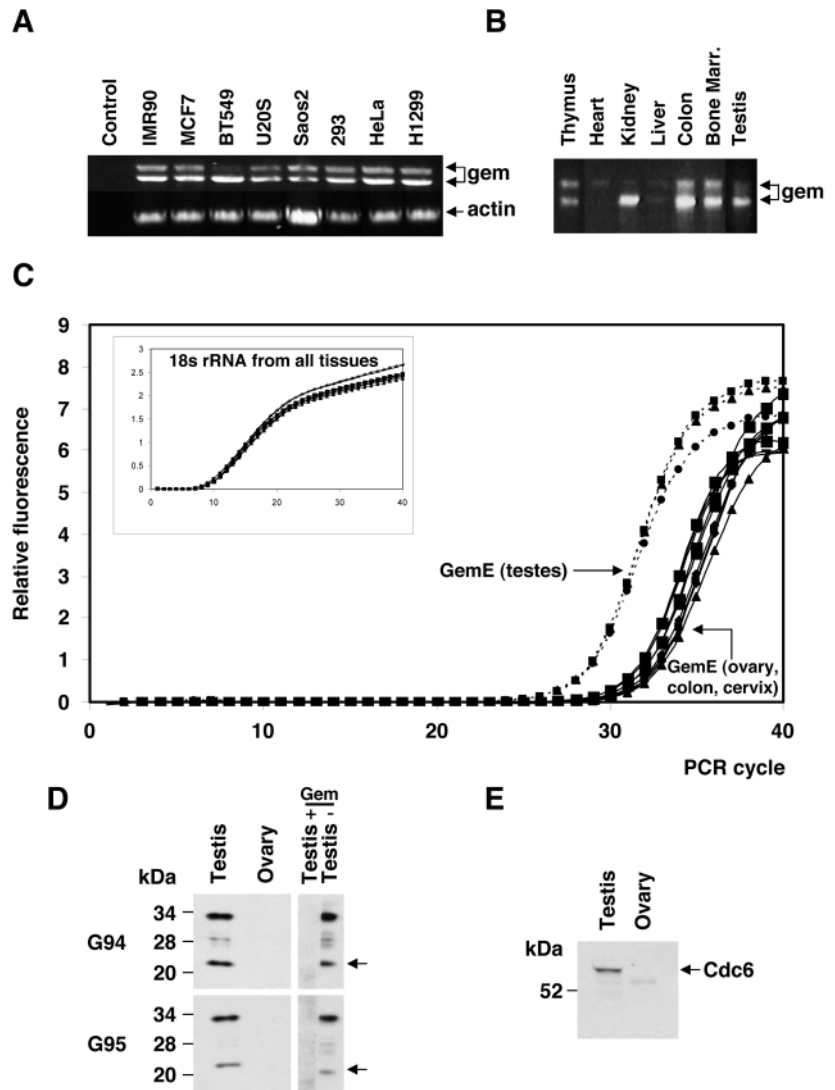 A
Control
IMR90
MCF7
BT549
U20S
Saos2
293
HeLa
H1299
gem
actin
B
Thymus
Heart
Kidney
Liver
Colon
Bone Marr.
Testis
gem
C
Relative fluorescence
9
8
7
6
5
4
3
2
1
0
0
10
20
30
40
PCR cycle
18s rRNA from all tissues
3
2.5
2
1.5
1
0.5
0
0
10
20
30
40
GemE (testes)
GemE (ovary,
colon, cervix)
D
Testis
Ovary
Gem
Testis +
Testis -
kDa
G94
34
28
20
G95
34
28
20
E
Testis
Ovary
kDa
52
Cdc6